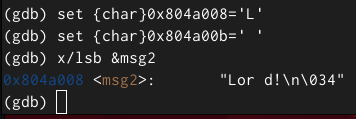 (gdb) set {char}0x804a008='L'
(gdb) set {char}0x804a00b=' '
(gdb) x/lsb &msg2
0x804a008 <msg2>: "Lor d!\n\034"
(gdb)